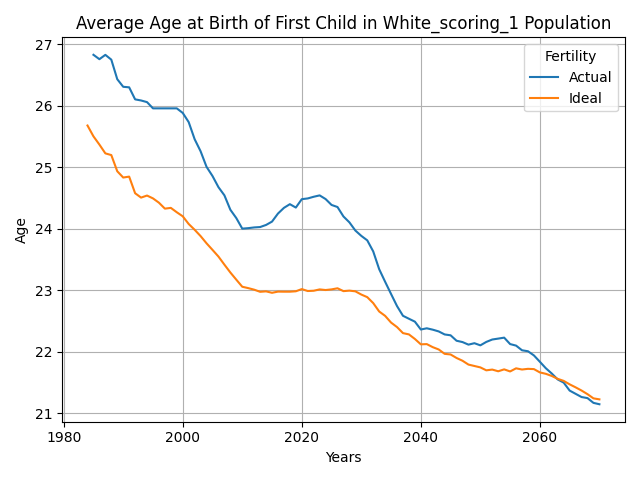 Average Age at Birth of First Child in White_scoring_1 Population
Fertility
Actual
Ideal
Age
27
26
25
24
23
22
21
1980 2000 2020 2040 2060
Years